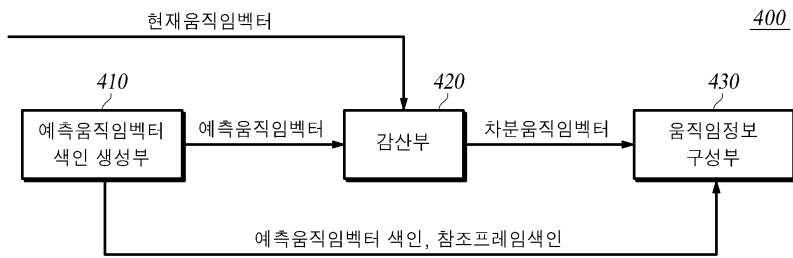 현재움직임벡터
400
410
420
430
예측움직임벡터
색인 생성부
예측움직임벡터
감산부
차분움직임벡터
움직임정보
구성부
예측움직임벡터 색인, 참조프레임색인